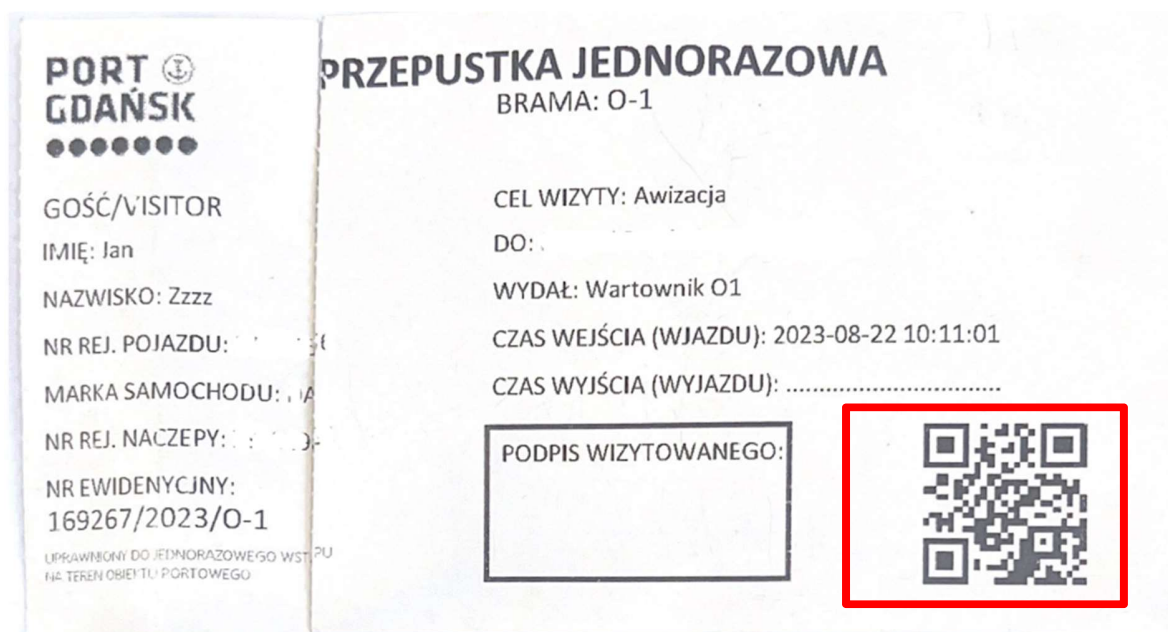 PORT
GDAŃSK
GOŚĆ/VISITOR
IMIĘ: Jan
NAZWISKO: Zzzz
NR REJ. POJAZDU:
MARKA SAMOCHODU:
NR REJ. NACZEPY:
NR EWIDENYCJNY:
169267/2023/O-1
UPRAWNIONY DO JEDNORAZOWEGO WSTĘPU
NA TEREN OBIEKTU PORTOWEGO
PRZEPUSTKA JEDNORAZOWA
BRAMA: O-1
CEL WIZYTY: Awizacja
DO:
WYDAŁ: Wartownik O1
CZAS WEJŚCIA (WJAZDU): 2023-08-22 10:11:01
CZAS WYJŚCIA (WYJAZDU): ................................
PODPIS WIZYTOWANEGO: